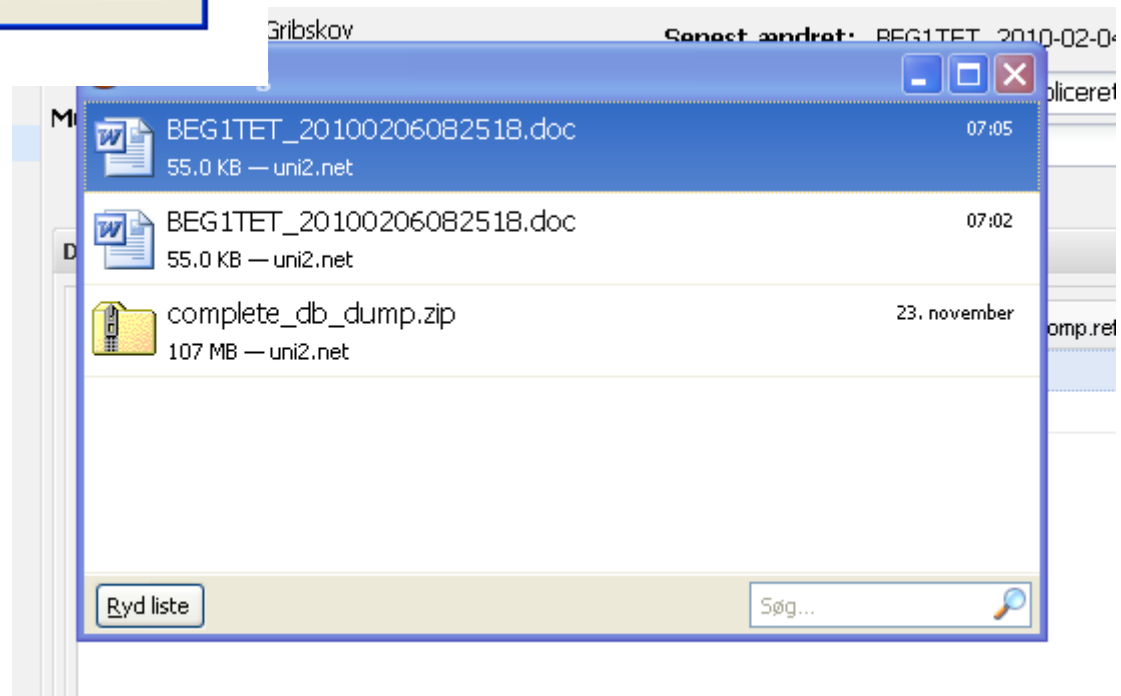 Gribskov
Senest ændret: BEG1TET 2010-02-04
pliceret
BEG1TET_20100206082518.doc
07:05
55.0 KB — uni2.net
BEG1TET_20100206082518.doc
07:02
55.0 KB — uni2.net
complete_db_dump.zip
23. november
107 MB — uni2.net
omp.ref
Ryd liste
Søg...